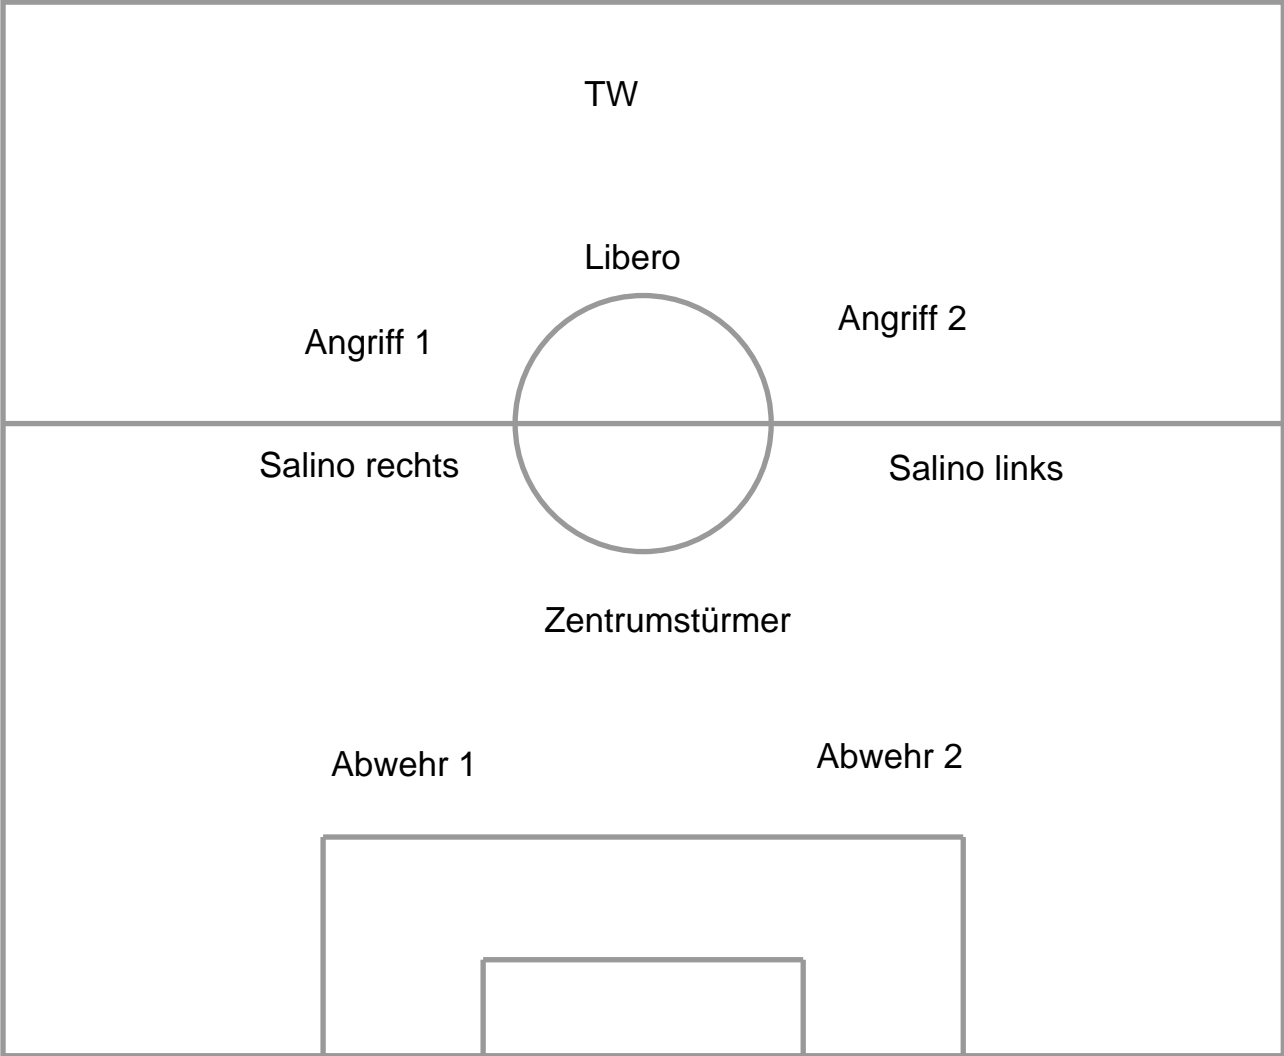 TW
Libero
Angriff 2
Angriff 1
Salino rechts
Salino links
Zentrumstürmer
Abwehr 2
Abwehr 1